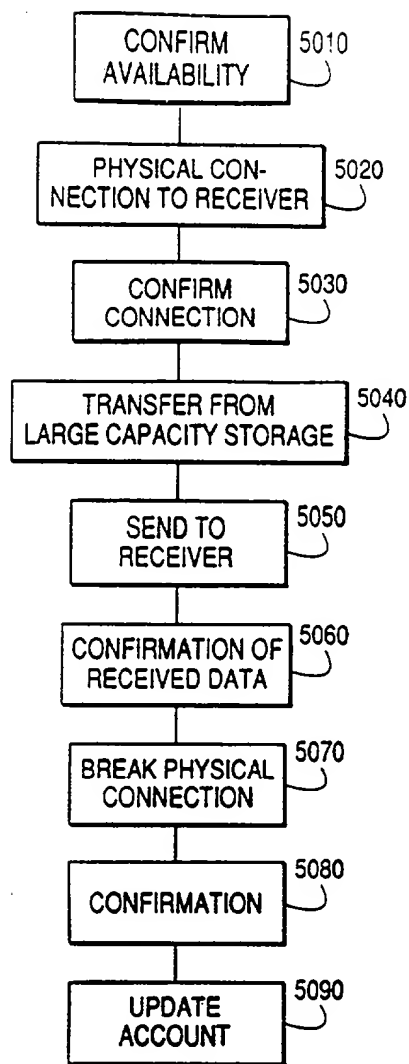 CONFIRM
AVAILABILITY
5010
PHYSICAL CON-
NECTION TO RECEIVER
5020
CONFIRM
CONNECTION
5030
TRANSFER FROM
LARGE CAPACITY STORAGE
5040
SEND TO
RECEIVER
5050
CONFIRMATION OF
RECEIVED DATA
5060
BREAK PHYSICAL
CONNECTION
5070
CONFIRMATION
5080
UPDATE
ACCOUNT
5090